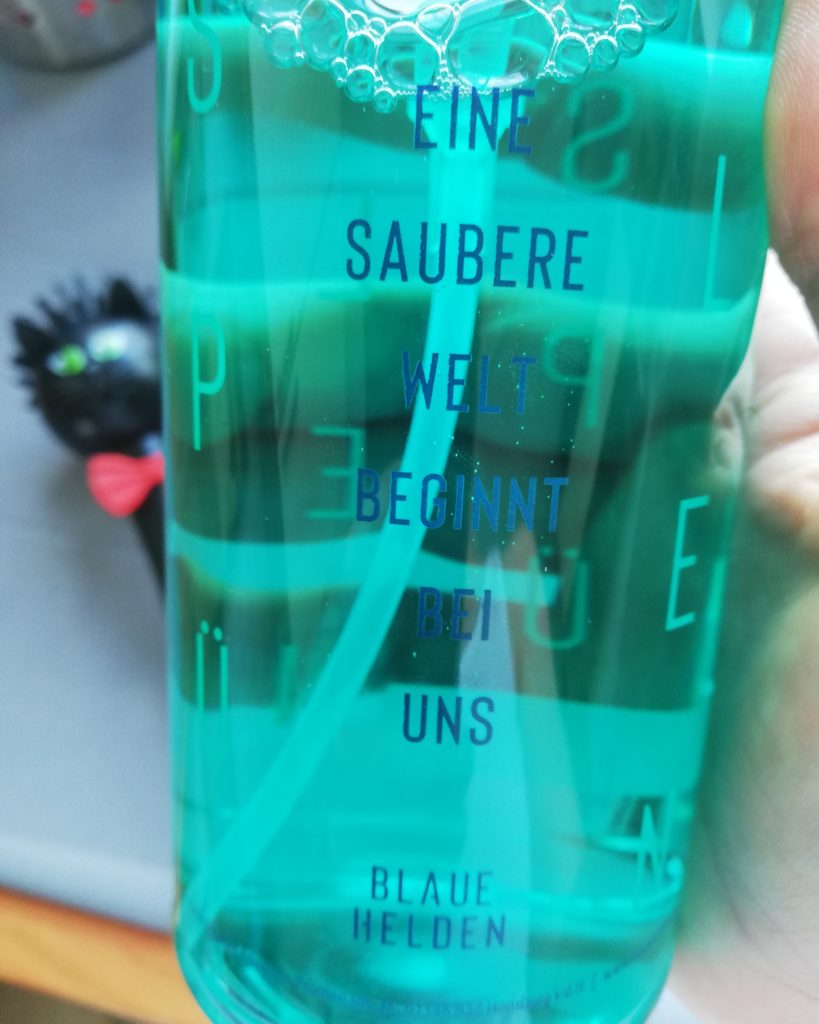 EINE
SAUBERE
WELT
BEGINNT
BEI
UNS
BLAUE
HELDEN
S
P
Ü
L
E
N